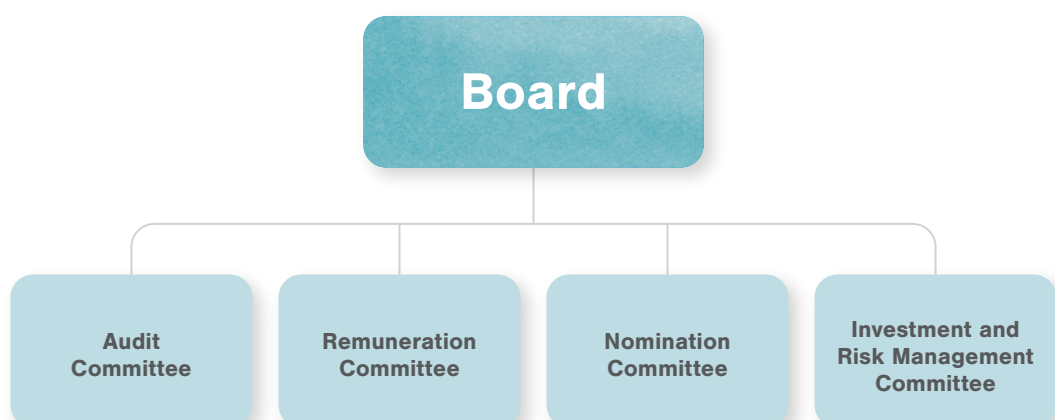 Board
Audit
Committee
Remuneration
Committee
Nomination
Committee
Investment and
Risk Management
Committee